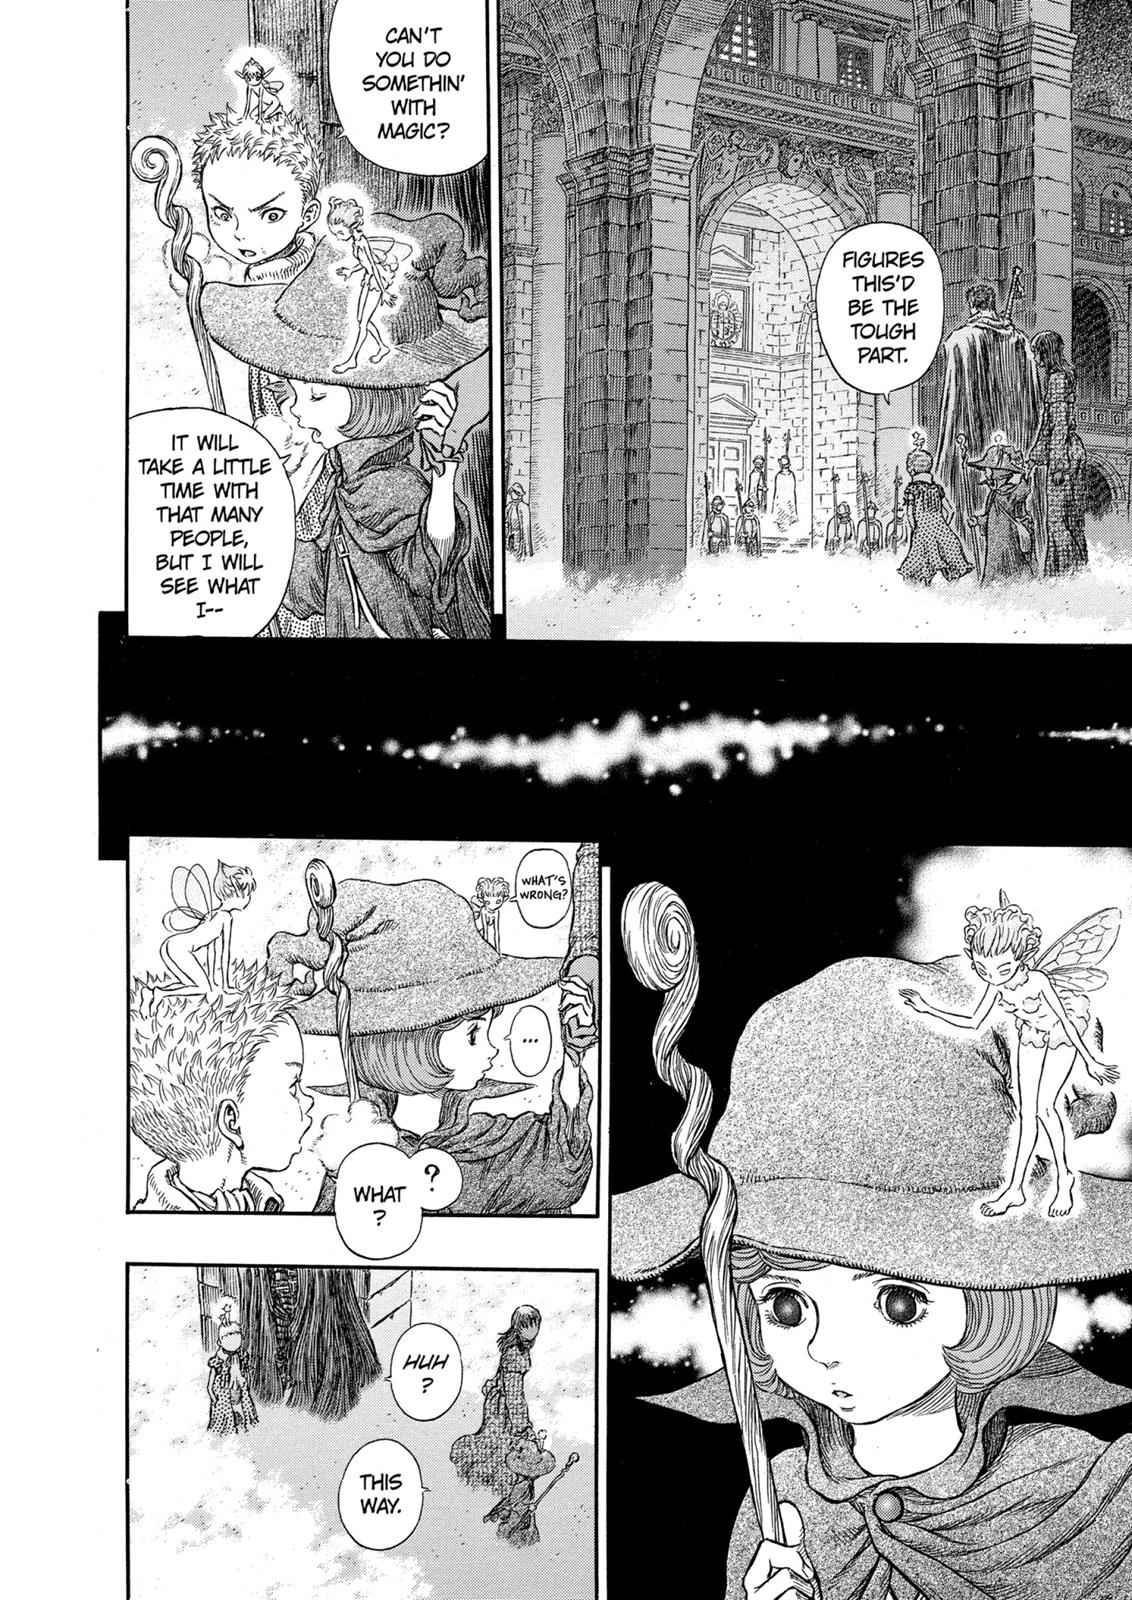 FIGURES
THIS'D
BE THE
TOUGH
PART.
CAN'T
YOU DO
SOMETHIN'
WITH
MAGIC?
IT WILL
TAKE A LITTLE
TIME WITH
THAT MANY
PEOPLE,
BUT I WILL
SEE WHAT
I--
WHAT'S
WRONG?
...
?
WHAT
?
HUH
?
THIS
WAY.